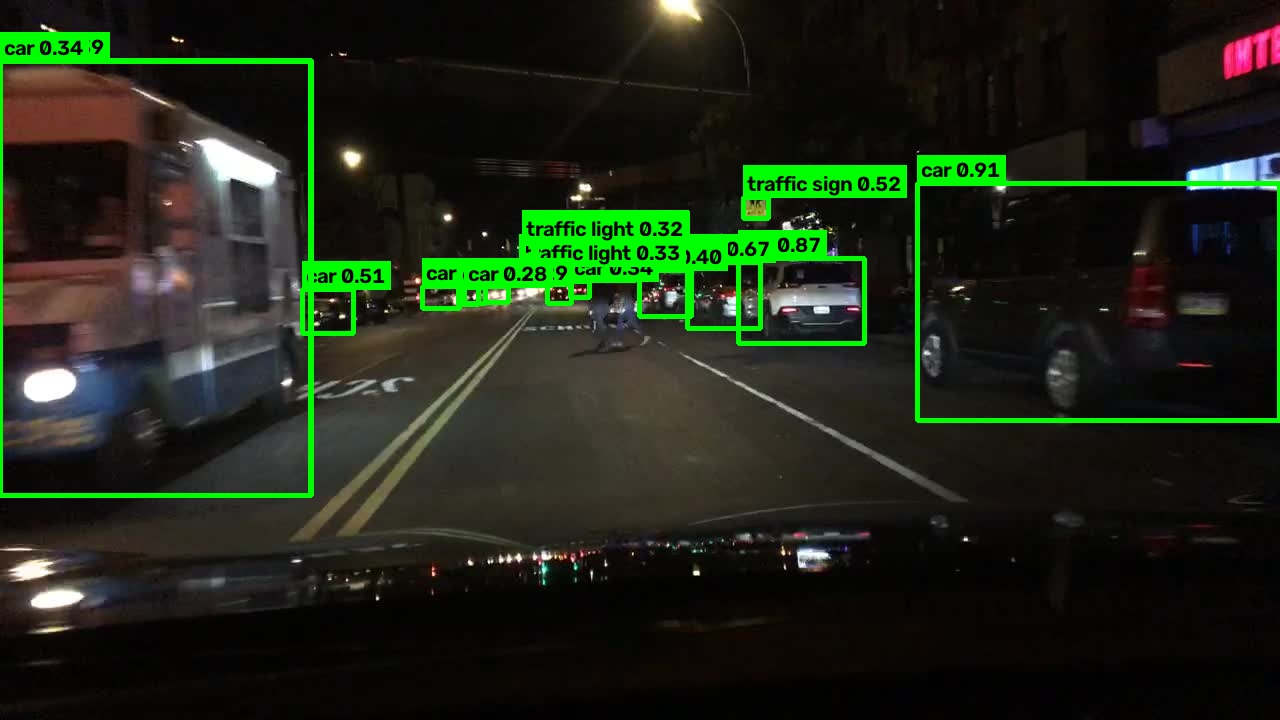 car 0.34
INTE
traffic sign 0.52
car 0.91
traffic light 0.32
traffic light 0.33
0.40
0.67
0.87
car 0.51
car
car 0.28
car 0.34
SCHO